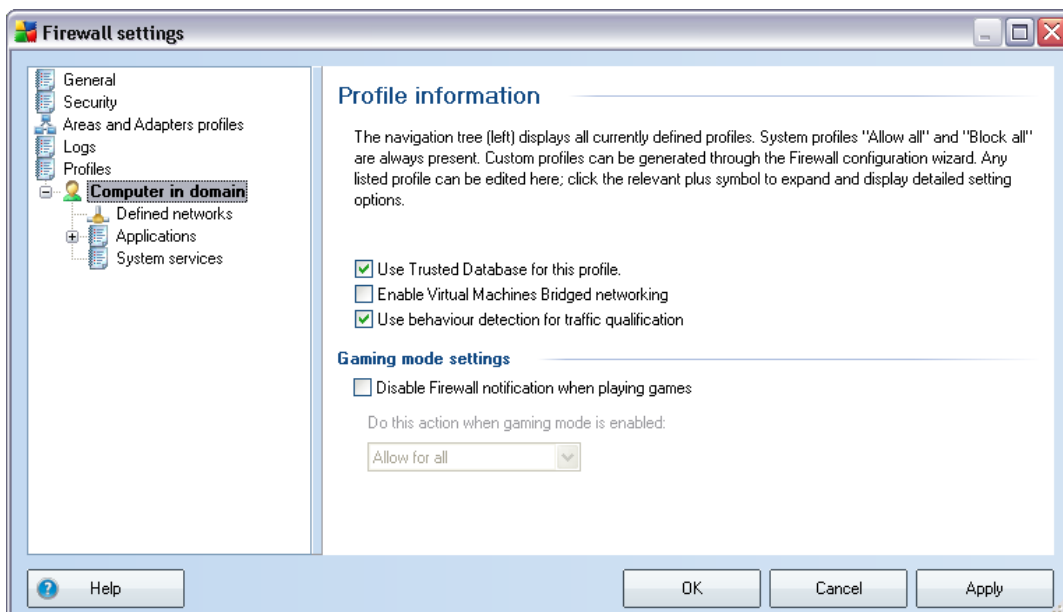 Firewall settings
General
Security
Areas and Adapters profiles
Logs
Profiles
Computer in domain
Defined networks
Applications
System services
Profile information
The navigation tree (left) displays all currently defined profiles. System profiles "Allow all" and "Block all"
are always present. Custom profiles can be generated through the Firewall configuration wizard. Any
listed profile can be edited here; click the relevant plus symbol to expand and display detailed setting
options.
Use Trusted Database for this profile.
Enable Virtual Machines Bridged networking
Use behaviour detection for traffic qualification
Gaming mode settings
Disable Firewall notification when playing games
Do this action when gaming mode is enabled:
Allow for all
Help
OK
Cancel
Apply